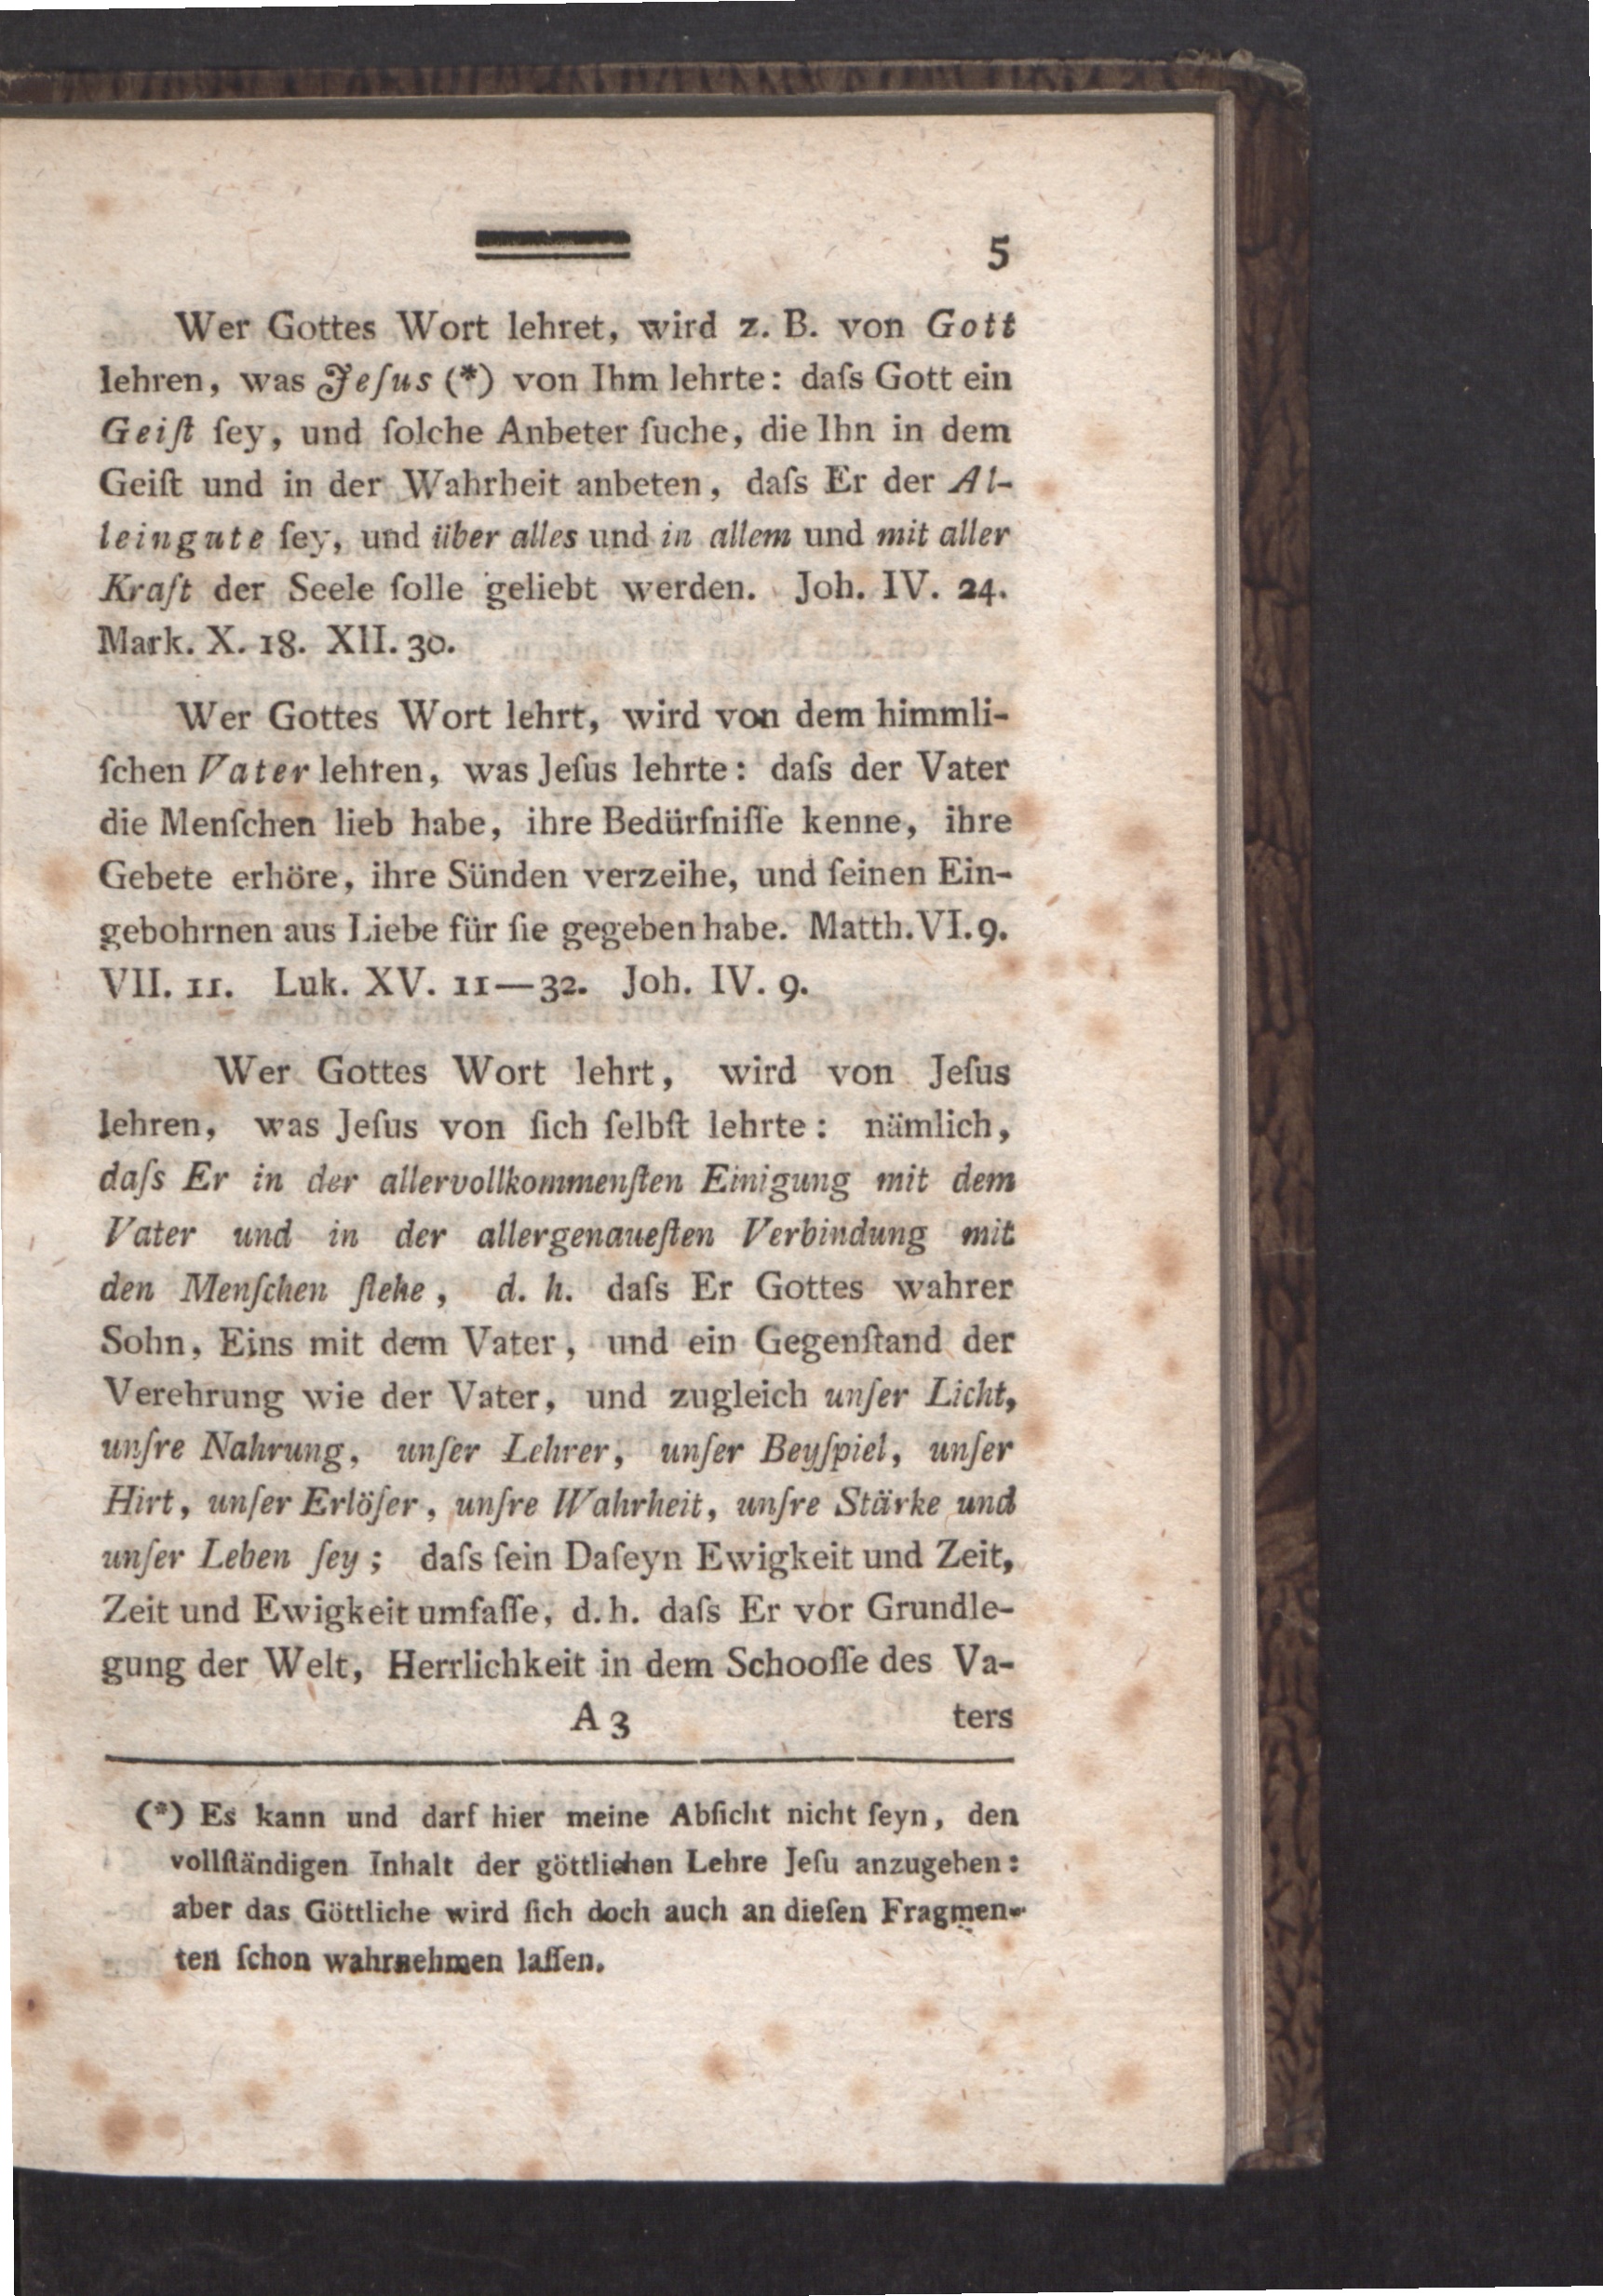 5
Wer Gottes Wort lehret, wird z. B. von Gott
lehren, was Jeſus (*) von Ihm lehrte: daſs Gott ein
Geiſt ſey, und ſolche Anbeter ſuche, die Ihn in dem
Geiſt und in der Wahrheit anbeten, daſs Er der Al-
leingute ſey, und über alles und in allem und mit aller
Kraft der Seele ſolle geliebt werden. Joh. IV. 24.
Mark. X. 18. XII. 30.
Wer Gottes Wort lehrt, wird von dem himmli-
ſchen Vater lehren, was Jeſus lehrte: daſs der Vater
die Menſchen lieb habe, ihre Bedürfniſſe kenne, ihre
Gebete erhöre, ihre Sünden verzeihe, und ſeinen Ein-
gebohrnen aus Liebe für ſie gegeben habe. Matth. VI. 9.
VII. 11. Luk. XV. 11—32. Joh. IV. 9.
Wer Gottes Wort lehrt, wird von Jeſus
lehren, was Jeſus von ſich ſelbſt lehrte: nämlich,
daſs Er in der allervollkommenſten Einigung mit dem
Vater und in der allergenaueſten Verbindung mit
den Menſchen ſtehe, d. h. daſs Er Gottes wahrer
Sohn, Eins mit dem Vater, und ein Gegenſtand der
Verehrung wie der Vater, und zugleich unſer Licht,
unſre Nahrung, unſer Lehrer, unſer Beyſpiel, unſer
Hirt, unſer Erlöſer, unſre Wahrheit, unſre Stärke und
unſer Leben ſey; daſs ſein Daſeyn Ewigkeit und Zeit,
Zeit und Ewigkeit umfaſſe, d. h. daſs Er vor Grundle-
gung der Welt, Herrlichkeit in dem Schooſſe des Va-
A 3 ters
(*) Es kann und darf hier meine Abſicht nicht ſeyn, den
vollſtändigen Inhalt der göttlichen Lehre Jeſu anzugeben:
aber das Göttliche wird ſich doch auch an dieſen Fragmen-
ten ſchon wahrnehmen laſſen.